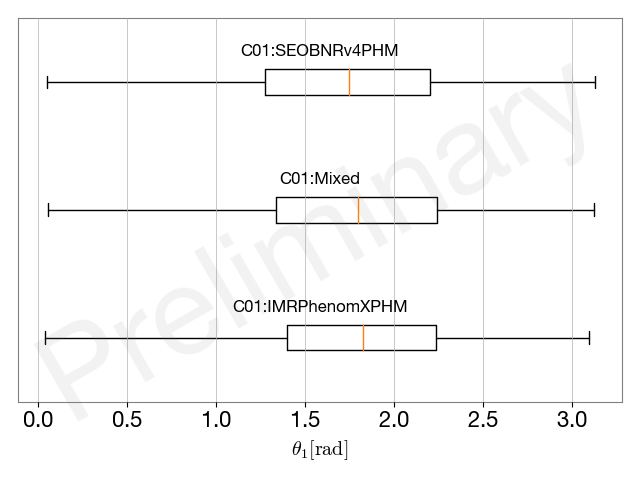 C01:SEOBNRv4PHM
C01:Mixed
C01:IMRPhenomXPHM
Preliminary
0.0 0.5 1.0 1.5 2.0 2.5 3.0
θ₁[rad]